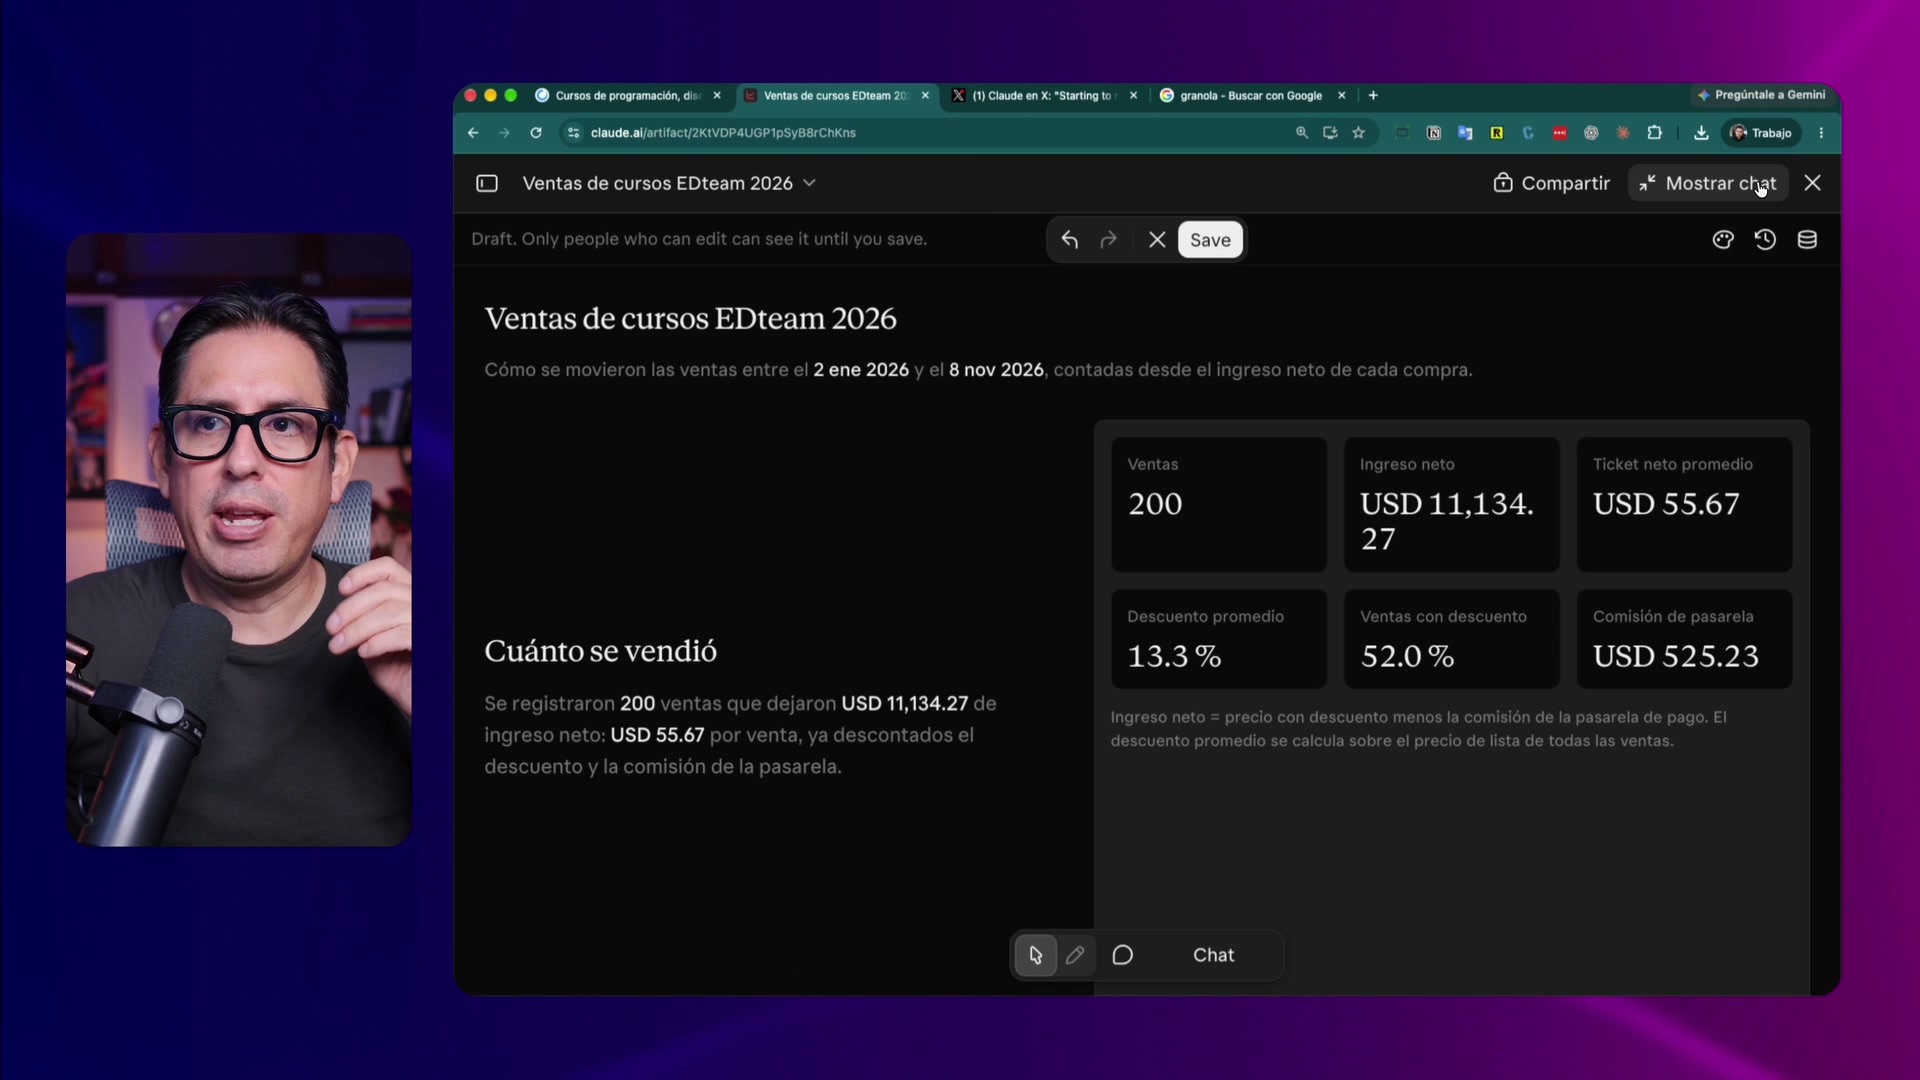 Cursos de programación, dis
Ventas de cursos EDteam 20
(1) Claude en X: "Starting to
granola - Buscar con Google
Pregúntale a Gemini
claude.ai/artifact/2KtVDP4UGP1pSyB8rChKns
Trabajo
Ventas de cursos EDteam 2026
Compartir
Mostrar chat
Draft. Only people who can edit can see it until you save.
Save
Ventas de cursos EDteam 2026
Cómo se movieron las ventas entre el 2 ene 2026 y el 8 nov 2026, contadas desde el ingreso neto de cada compra.
Ventas
200
Ingreso neto
USD 11,134.
27
Ticket neto promedio
USD 55.67
Descuento promedio
13.3 %
Ventas con descuento
52.0 %
Comisión de pasarela
USD 525.23
Ingreso neto = precio con descuento menos la comisión de la pasarela de pago. El
descuento promedio se calcula sobre el precio de lista de todas las ventas.
Cuánto se vendió
Se registraron 200 ventas que dejaron USD 11,134.27 de
ingreso neto: USD 55.67 por venta, ya descontados el
descuento y la comisión de la pasarela.
Chat